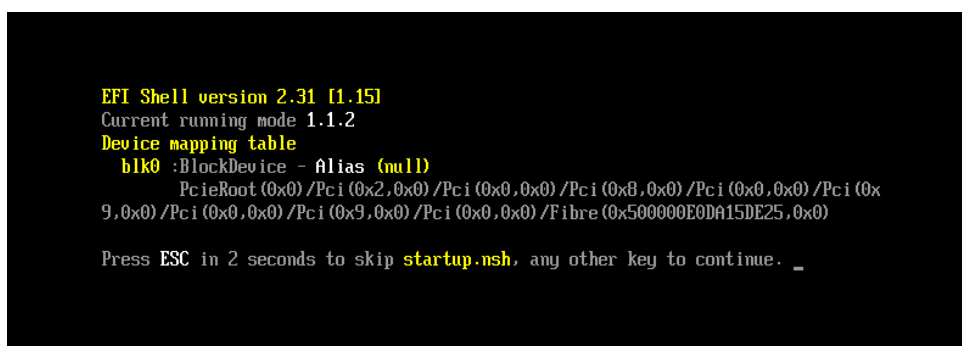 EFI Shell version 2.31 [1.15]
Current running mode 1.1.2
Device mapping table
blk0 :BlockDevice - Alias (null)
PcieRoot(0x0)/Pci(0x2,0x0)/Pci(0x0,0x0)/Pci(0x8,0x0)/Pci(0x0,0x0)/Pci(0x
9,0x0)/Pci(0x0,0x0)/Pci(0x9,0x0)/Pci(0x0,0x0)/Fibre(0x500000E0DA15DE25,0x0)
Press ESC in 2 seconds to skip startup.nsh, any other key to continue. _